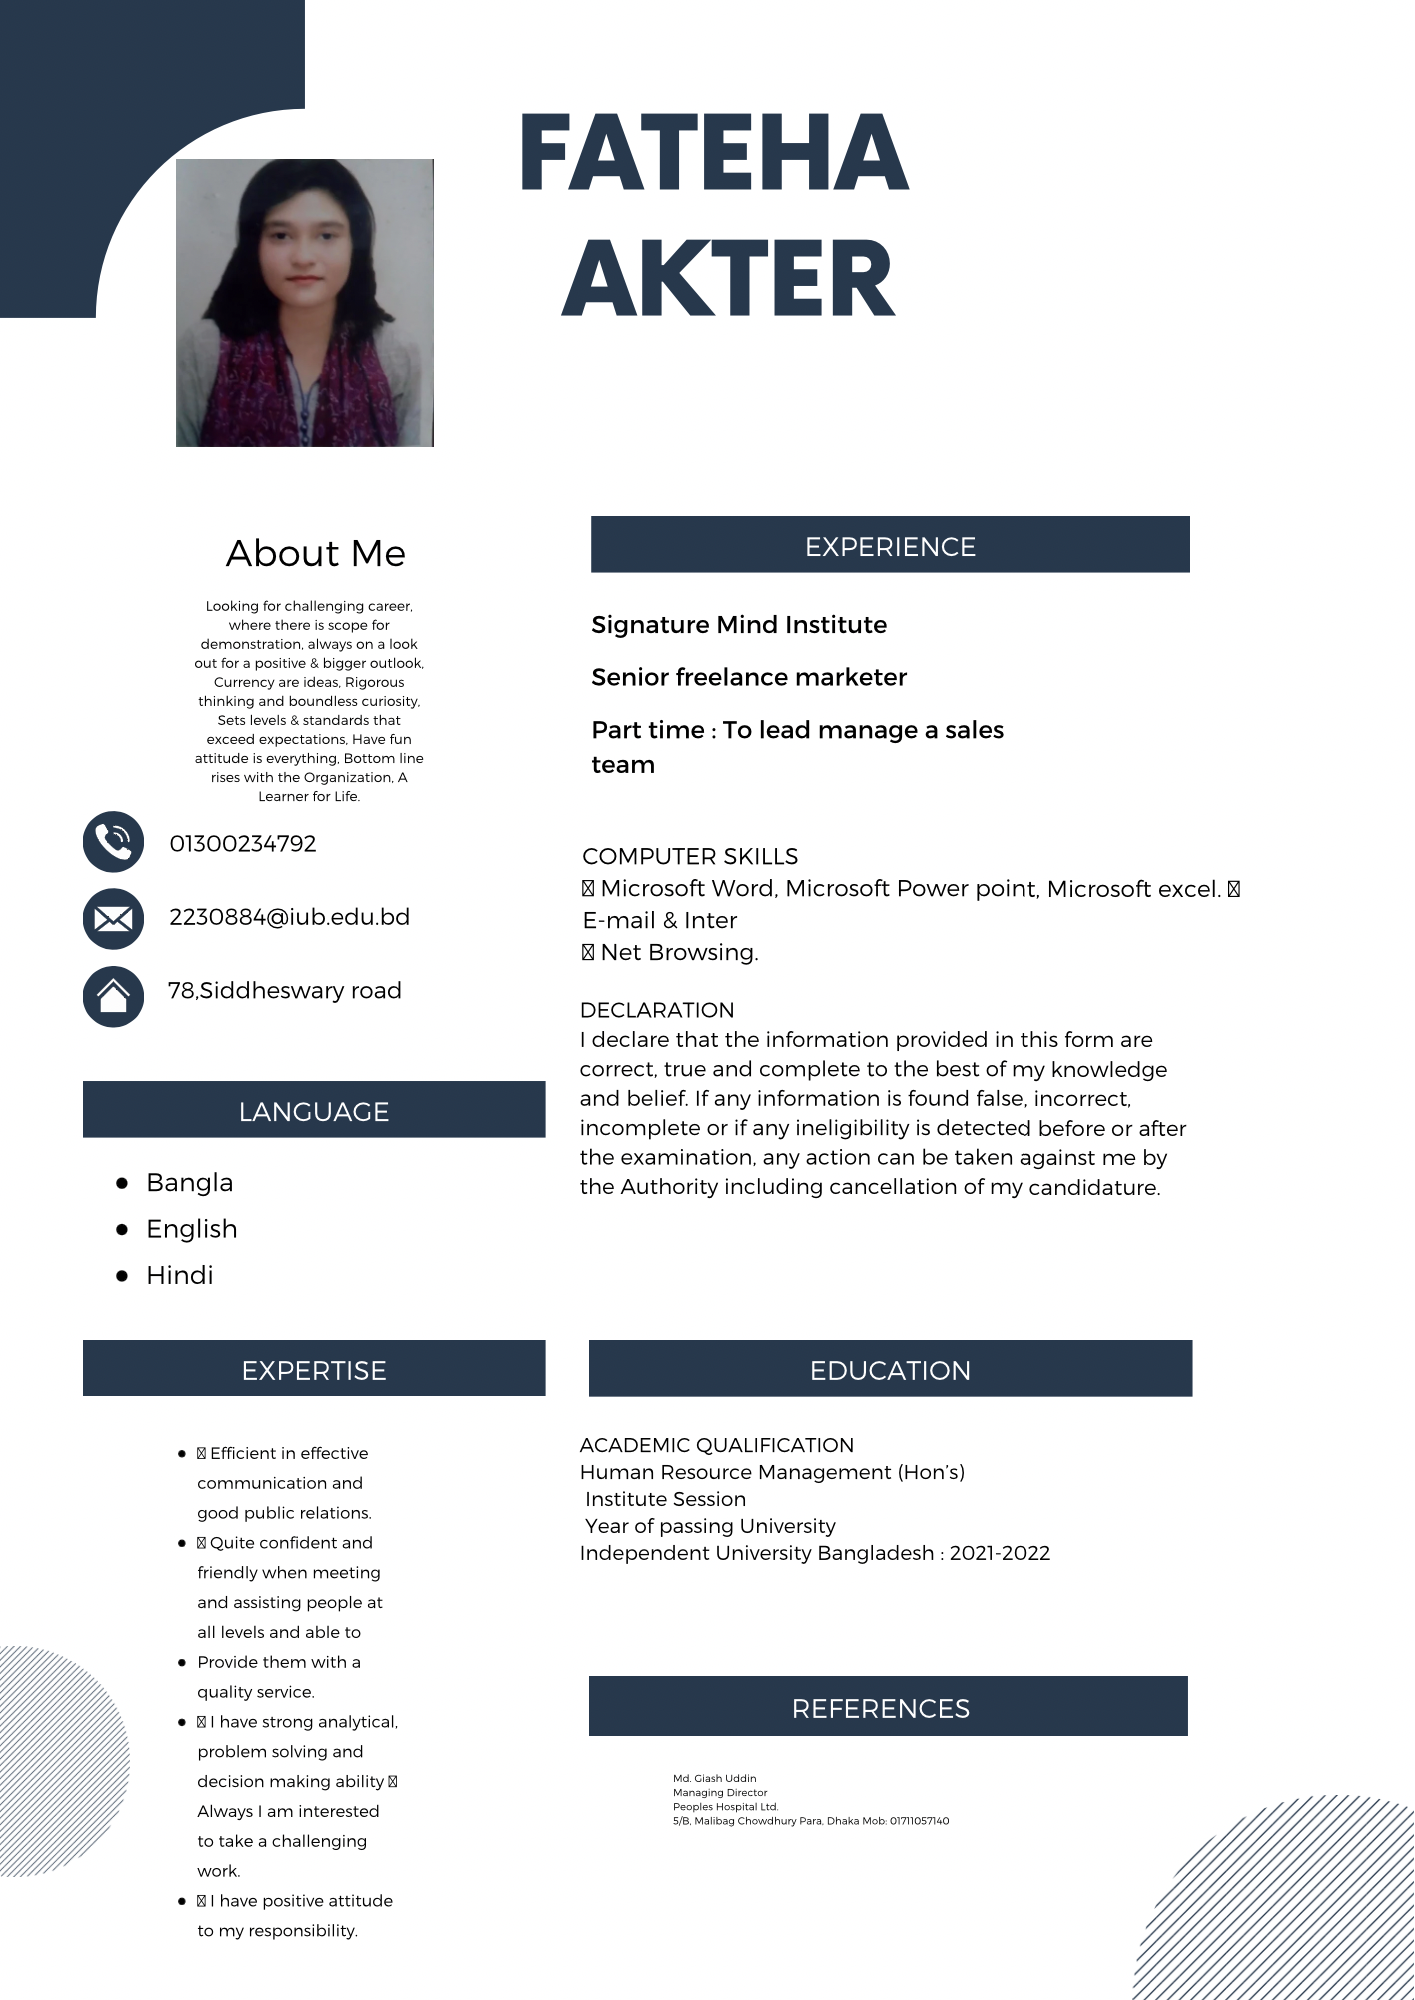 FATEHA
AKTER
About Me
Looking for challenging career,
where there is scope for
demonstration, always on a look
out for a positive & bigger outlook,
Currency are ideas, Rigorous
thinking and boundless curiosity,
Sets levels & standards that
exceed expectations, Have fun
attitude is everything, Bottom line
rises with the Organization, A
Learner for Life.
01300234792
2230884@iub.edu.bd
78,Siddheswary road
LANGUAGE
● Bangla
● English
● Hindi
EXPERTISE
● Efficient in effective
communication and
good public relations.
● Quite confident and
friendly when meeting
and assisting people at
all levels and able to
● Provide them with a
quality service.
● I have strong analytical,
problem solving and
decision making ability
Always I am interested
to take a challenging
work.
● I have positive attitude
to my responsibility.
EXPERIENCE
Signature Mind Institute
Senior freelance marketer
Part time : To lead manage a sales
team
COMPUTER SKILLS
Microsoft Word, Microsoft Power point, Microsoft excel.
E-mail & Inter
Net Browsing.
DECLARATION
I declare that the information provided in this form are
correct, true and complete to the best of my knowledge
and belief. If any information is found false, incorrect,
incomplete or if any ineligibility is detected before or after
the examination, any action can be taken against me by
the Authority including cancellation of my candidature.
EDUCATION
ACADEMIC QUALIFICATION
Human Resource Management (Hon’s)
Institute Session
Year of passing University
Independent University Bangladesh : 2021-2022
REFERENCES
Md. Giash Uddin
Managing Director
Peoples Hospital Ltd.
5/B, Malibag Chowdhury Para, Dhaka Mob: 01711057140